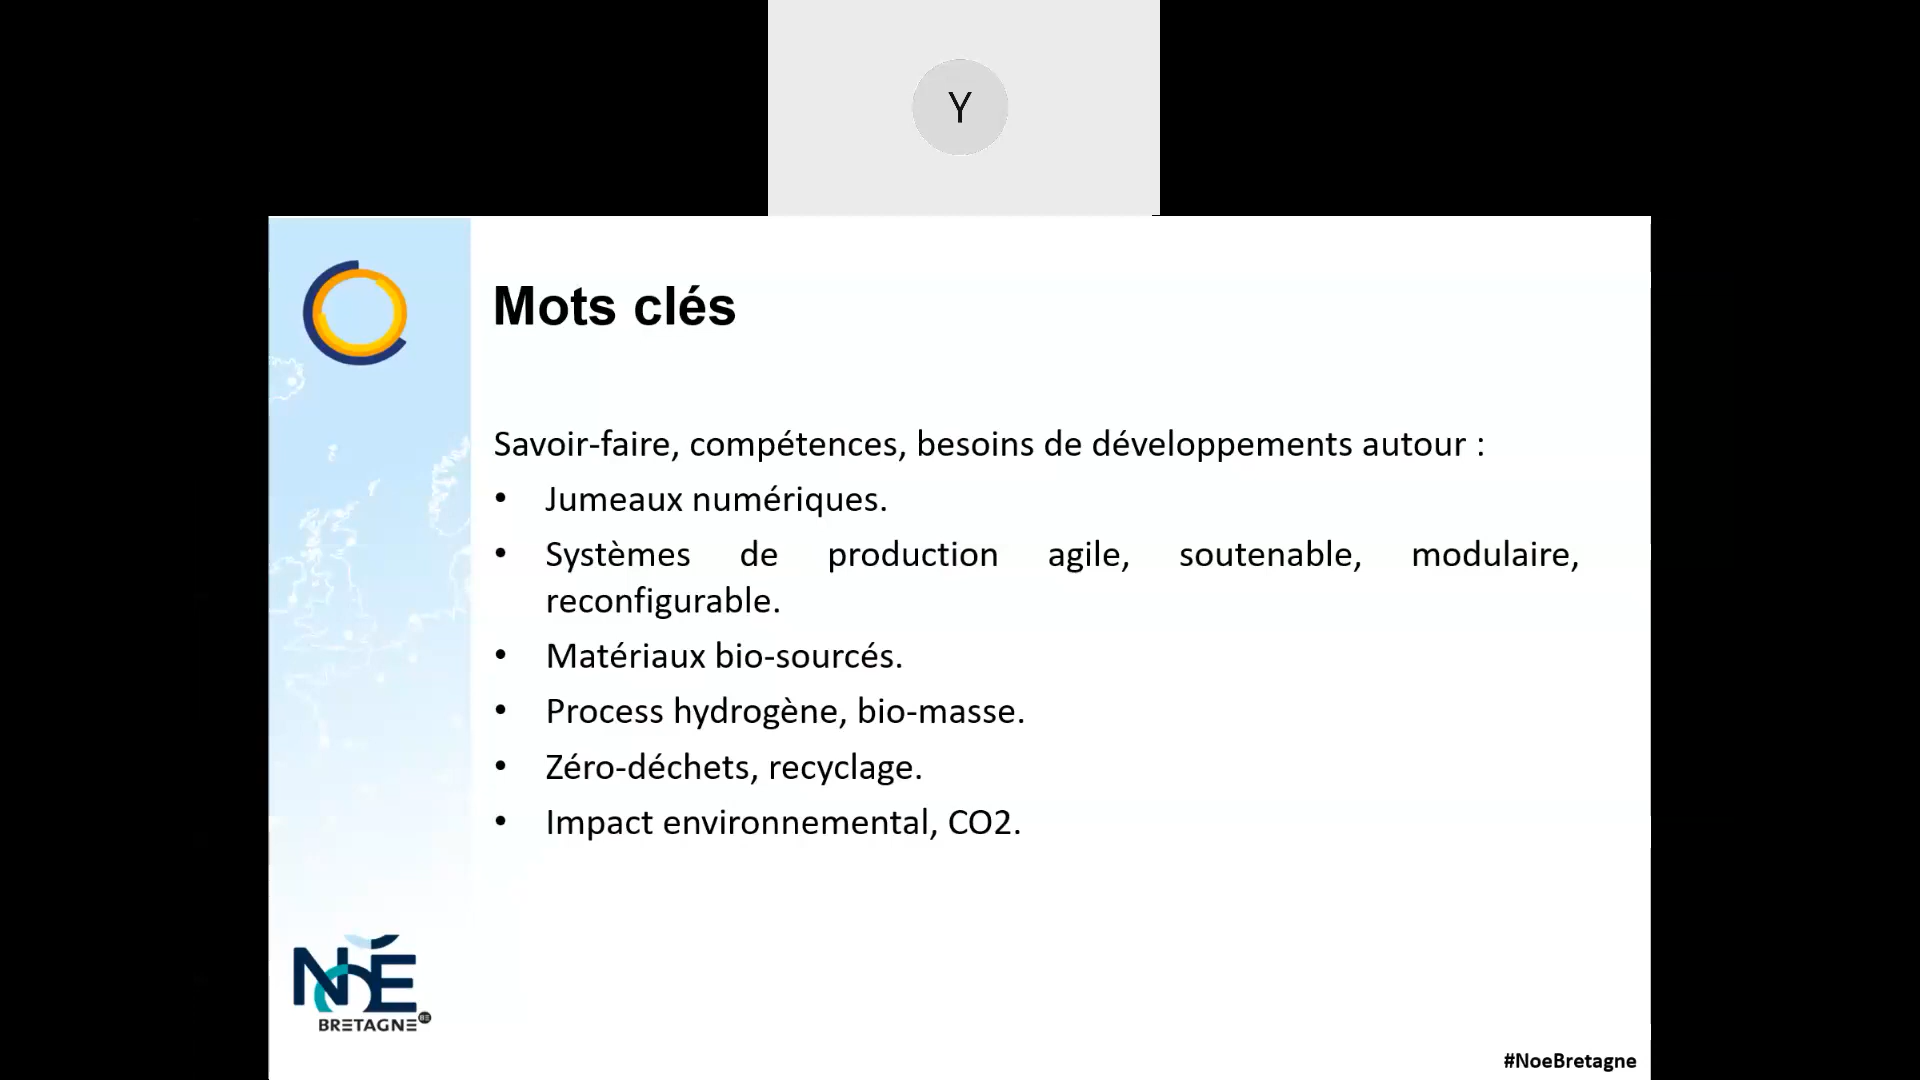 Y
Mots clés
Savoir-faire, compétences, besoins de développements autour :
• Jumeaux numériques.
• Systèmes de production agile, soutenable, modulaire,
reconfigurable.
• Matériaux bio-sourcés.
• Process hydrogène, bio-masse.
• Zéro-déchets, recyclage.
• Impact environnemental, CO2.
NOÉ
BRETAGNE
#NoeBretagne